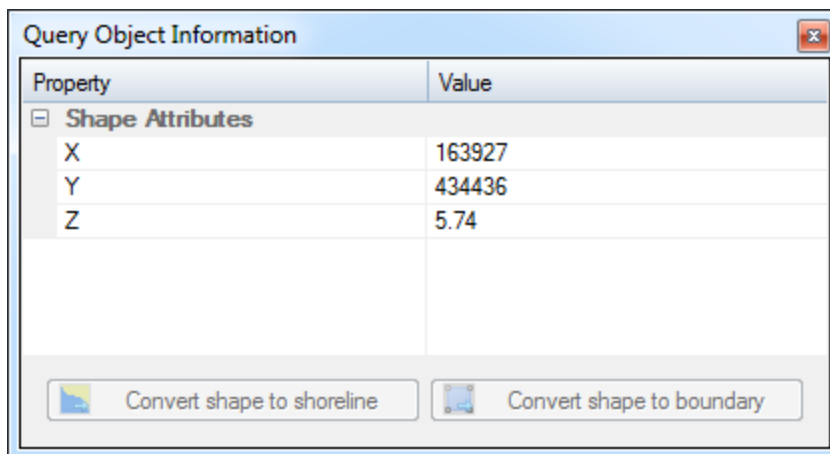 Query Object Information
Property Value
Shape Attributes
X 163927
Y 434436
Z 5.74
Convert shape to shoreline Convert shape to boundary